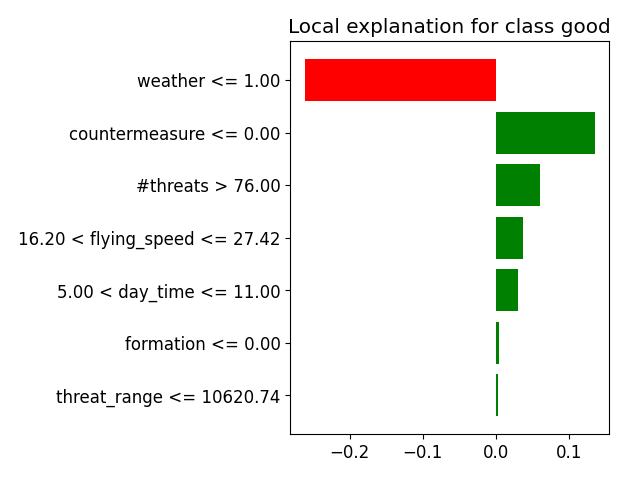 Local explanation for class good
weather <= 1.00
countermeasure <= 0.00
#threats > 76.00
16.20 < flying_speed <= 27.42
5.00 < day_time <= 11.00
formation <= 0.00
threat_range <= 10620.74
−0.2 −0.1 0.0 0.1